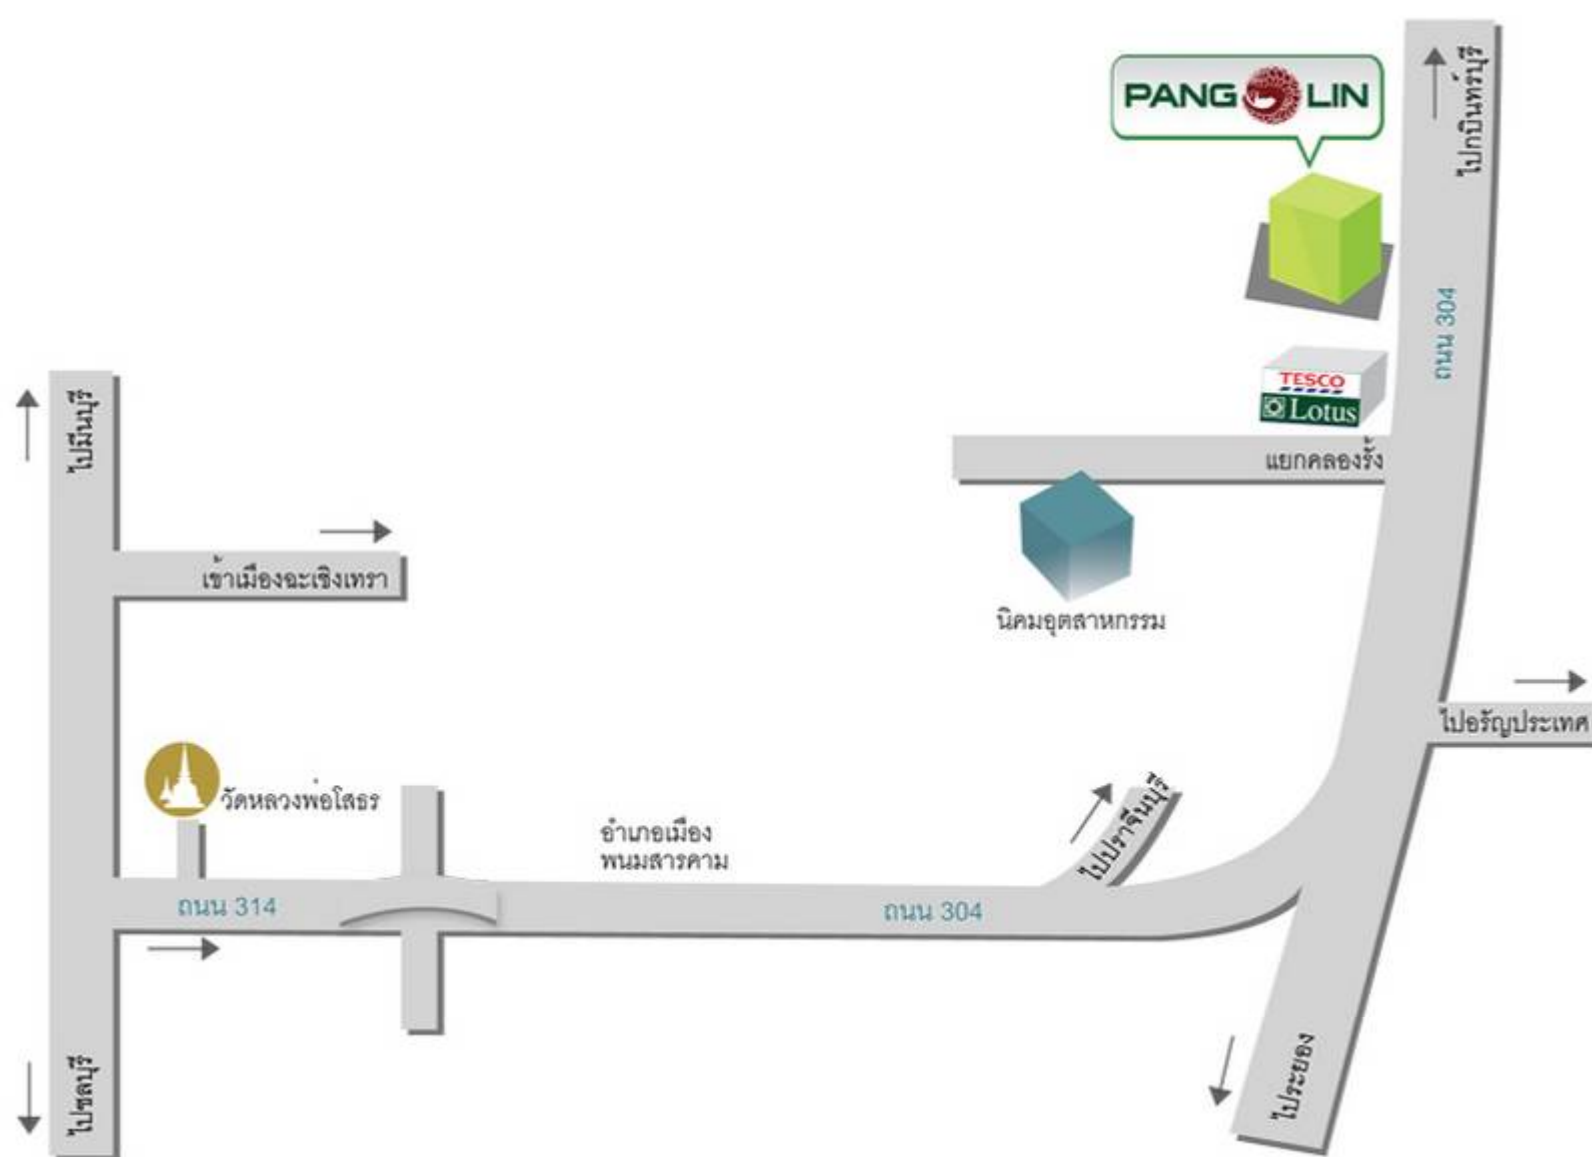 PANGOLIN
ไปกบินทร์บุรี
ถนน 304
TESCO
Lotus
แยกคลองรั้ง
ไปมีนบุรี
เข้าเมืองฉะเชิงเทรา
นิคมอุตสาหกรรม
ไปอรัญประเทศ
วัดหลวงพ่อโสธร
อำเภอเมือง
พนมสารคาม
ไปปราจีนบุรี
ถนน 314
ถนน 304
ไปชลบุรี
ไประยอง